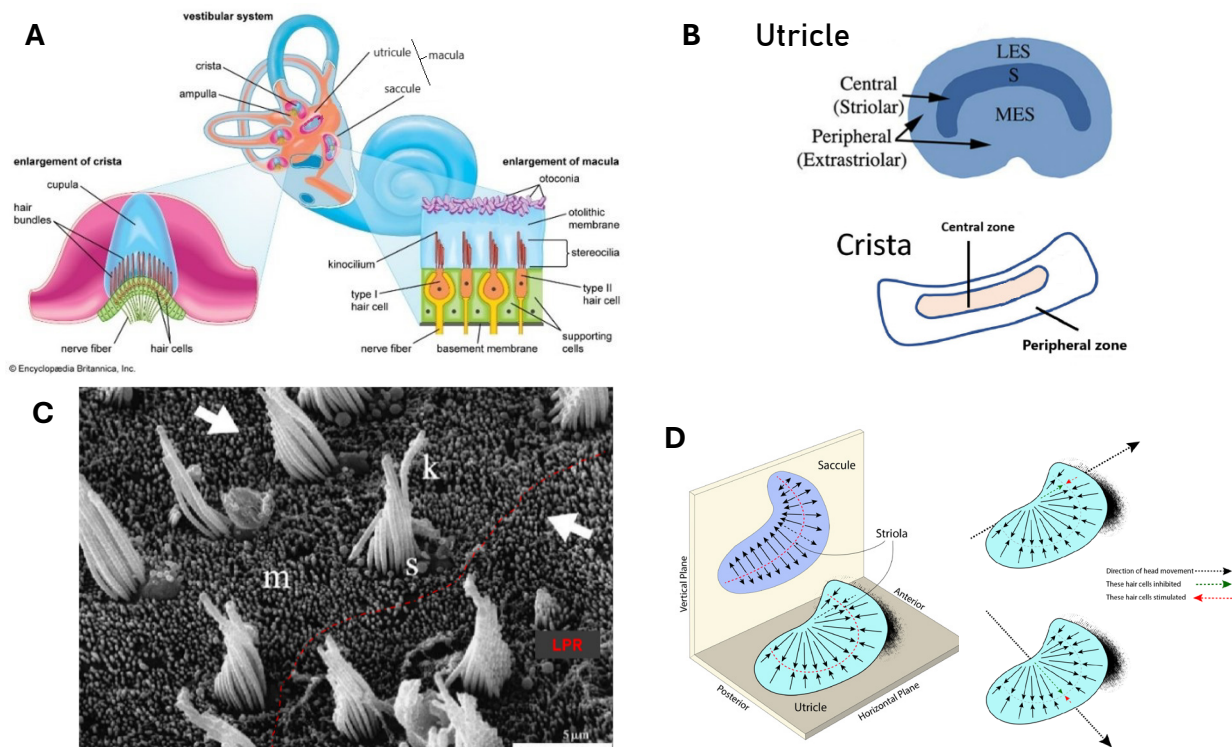 A
vestibular system
crista
ampulla
utricule
macula
saccule
enlargement of crista
cupula
hair
bundles
nerve fiber
hair cells
enlargement of macula
otoconia
otolithic
membrane
kinocilium
stereocilia
type I
hair cell
type II
hair cell
nerve fiber
basement membrane
supporting
cells
© Encyclopædia Britannica, Inc.
B
Utricle
LES
S
MES
Central
(Striolar)
Peripheral
(Extrastriolar)
Crista
Central zone
Peripheral zone
C
k
m
s
LPR
5µm
D
Saccule
Striola
Vertical Plane
Anterior
Posterior
Utricle
Horizontal Plane
Direction of head movement
These hair cells inhibited
These hair cells stimulated